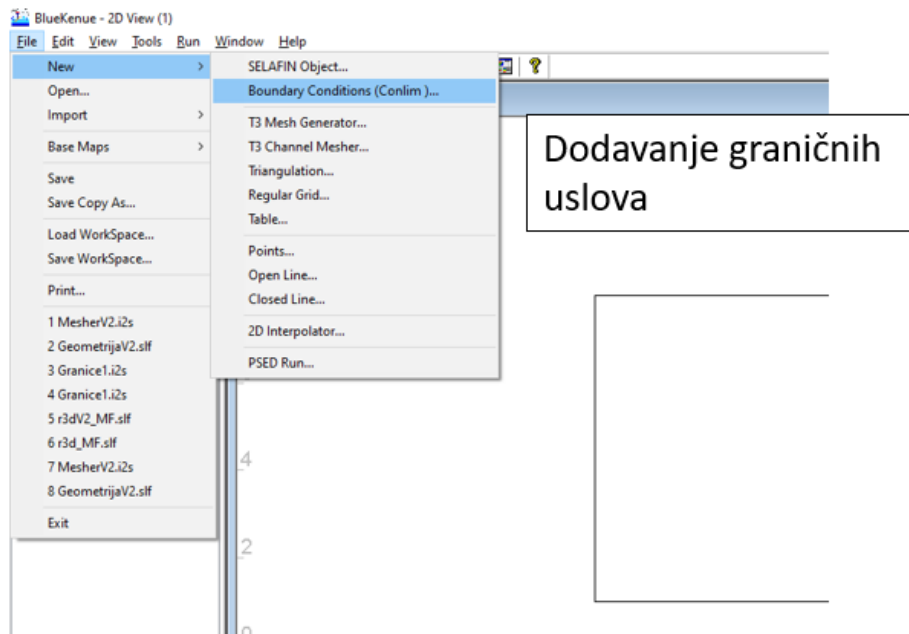 BlueKenue - 2D View (1)
File Edit View Tools Run Window Help
New
Open...
Import
Base Maps
Save
Save Copy As...
Load WorkSpace...
Save WorkSpace...
Print...
1 MesherV2.i2s
2 GeometrijaV2.slf
3 Granice1.i2s
4 Granice1.i2s
5 r3dV2_MF.slf
6 r3d_MF.slf
7 MesherV2.i2s
8 GeometrijaV2.slf
Exit
SELAFIN Object...
Boundary Conditions (Conlim )...
T3 Mesh Generator...
T3 Channel Mesher...
Triangulation...
Regular Grid...
Table...
Points...
Open Line...
Closed Line...
2D Interpolator...
PSED Run...
Dodavanje graničnih
uslova
4
2
0